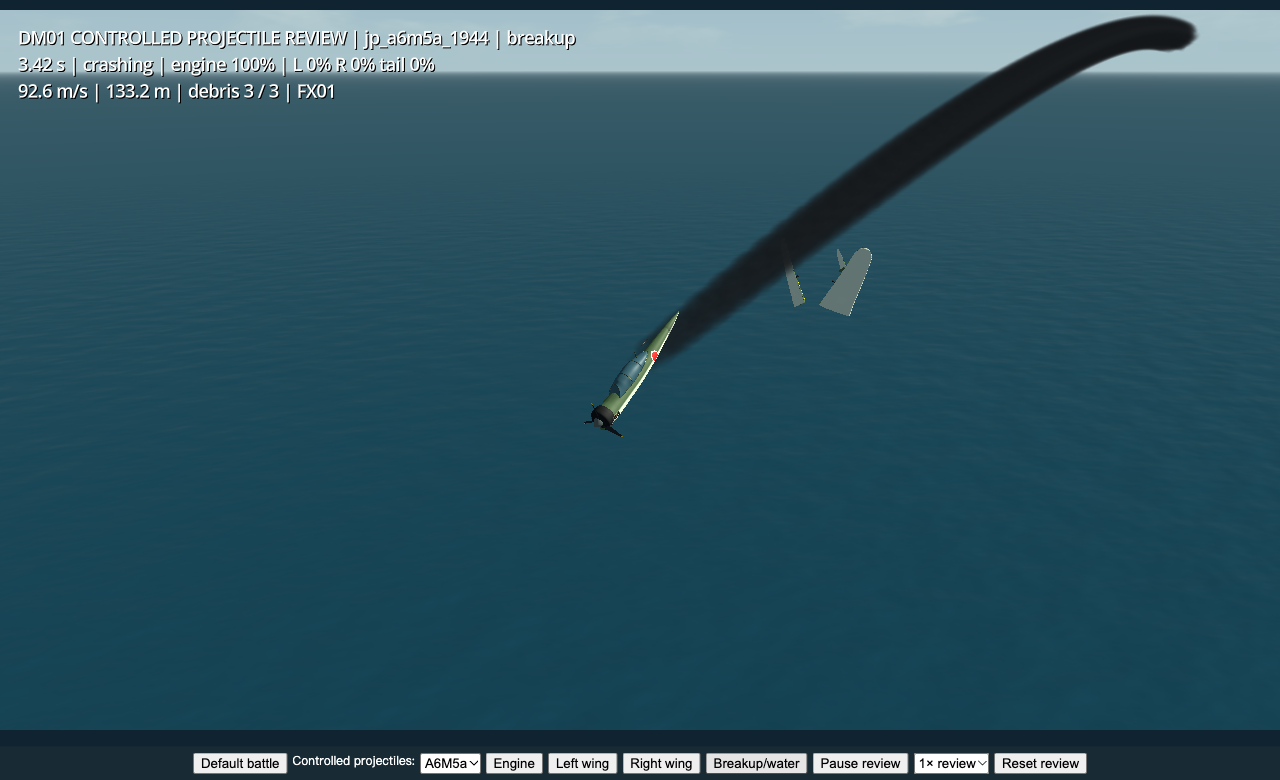 DM01 CONTROLLED PROJECTILE REVIEW | jp_a6m5a_1944 | breakup
3.42 s | crashing | engine 100% | L 0% R 0% tail 0%
92.6 m/s | 133.2 m | debris 3 / 3 | FX01
Default battle Controlled projectiles: A6M5a Engine Left wing Right wing Breakup/water Pause review 1× review Reset review